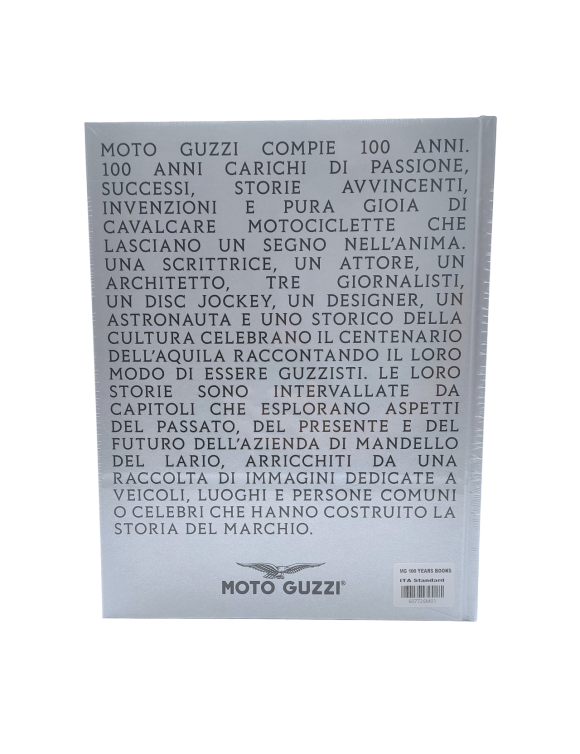 MOTO GUZZI COMPIE 100 ANNI.
100 ANNI CARICHI DI PASSIONE,
SUCCESSI, STORIE AVVINCENTI,
INVENZIONI E PURA GIOIA DI
CAVALCARE MOTOCICLETTE CHE
LASCIANO UN SEGNO NELL'ANIMA.
UNA SCRITTRICE, UN ATTORE, UN
ARCHITETTO, TRE GIORNALISTI,
UN DISC JOCKEY, UN DESIGNER, UN
ASTRONAUTA E UNO STORICO DELLA
CULTURA CELEBRANO IL CENTENARIO
DELL'AQUILA RACCONTANDO IL LORO
MODO DI ESSERE GUZZISTI. LE LORO
STORIE SONO INTERVALLATE DA
CAPITOLI CHE ESPLORANO ASPETTI
DEL PASSATO, DEL PRESENTE E DEL
FUTURO DELL'AZIENDA DI MANDELLO
DEL LARIO, ARRICCHITI DA UNA
RACCOLTA DI IMMAGINI DEDICATE A
VEICOLI, LUOGHI E PERSONE COMUNI
O CELEBRI CHE HANNO COSTRUITO LA
STORIA DEL MARCHIO.
MOTO GUZZI®
MG 100 YEARS BOOKS
ITA Standard